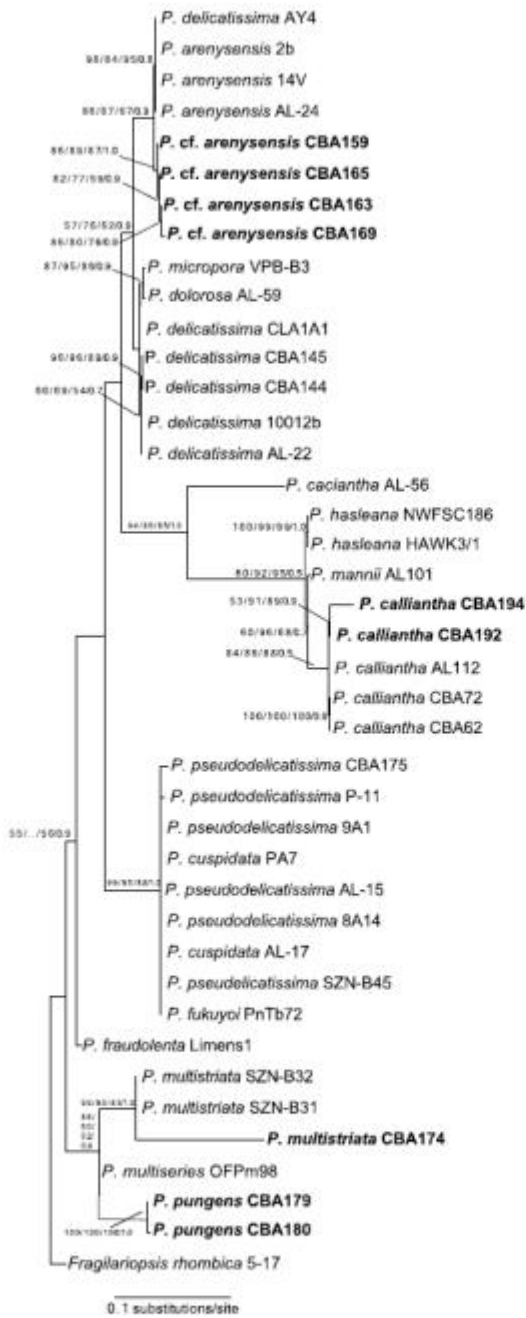 P. delicatissima AY4
P. arenysensis 2b
P. arenysensis 14V
P. arenysensis AL-24
P. cf. arenysensis CBA159
P. cf. arenysensis CBA165
P. cf. arenysensis CBA163
P. cf. arenysensis CBA169
P. micropora VPB-B3
P. dolorosa AL-59
P. delicatissima CLA1A1
P. delicatissima CBA145
P. delicatissima CBA144
P. delicatissima 10012b
P. delicatissima AL-22
P. caciantha AL-56
P. hasleana NWFSC186
100/99/99/1.0
P. hasleana HAWK3/1
P. mannii AL101
P. calliantha CBA194
P. calliantha CBA192
P. calliantha AL112
P. calliantha CBA72
P. calliantha CBA62
P. pseudodelicatissima CBA175
P. pseudodelicatissima P-11
P. pseudodelicatissima 9A1
P. cuspidata PA7
P. pseudodelicatissima AL-15
P. pseudodelicatissima 8A14
P. cuspidata AL-17
P. pseudelicatissima SZN-B45
P. fukuyoi PnTb72
P. fraudolenta Limens1
P. multistriata SZN-B32
P. multistriata SZN-B31
P. multistriata CBA174
P. multiseries OFPm98
P. pungens CBA179
P. pungens CBA180
Fragilariopsis rhombica 5-17
0.1 substitutions/site